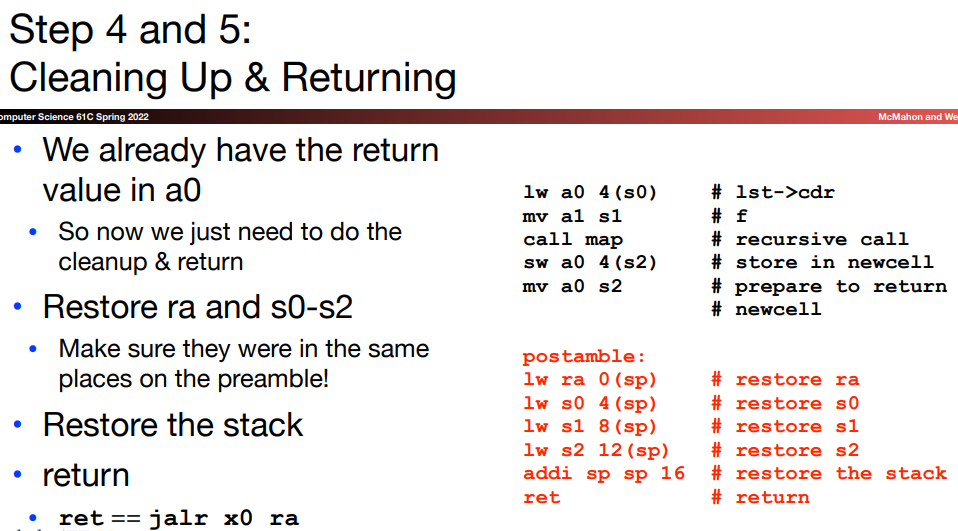 Step 4 and 5:
Cleaning Up & Returning
omputer Science 61C Spring 2022
McMahon and We
• We already have the return
value in a0
• So now we just need to do the
cleanup & return
• Restore ra and s0-s2
• Make sure they were in the same
places on the preamble!
• Restore the stack
• return
• ret == jalr x0 ra
lw a0 4(s0) # lst->cdr
mv a1 s1 # f
call map # recursive call
sw a0 4(s2) # store in newcell
mv a0 s2 # prepare to return
# newcell
postamble:
lw ra 0(sp) # restore ra
lw s0 4(sp) # restore s0
lw s1 8(sp) # restore s1
lw s2 12(sp) # restore s2
addi sp sp 16 # restore the stack
ret # return